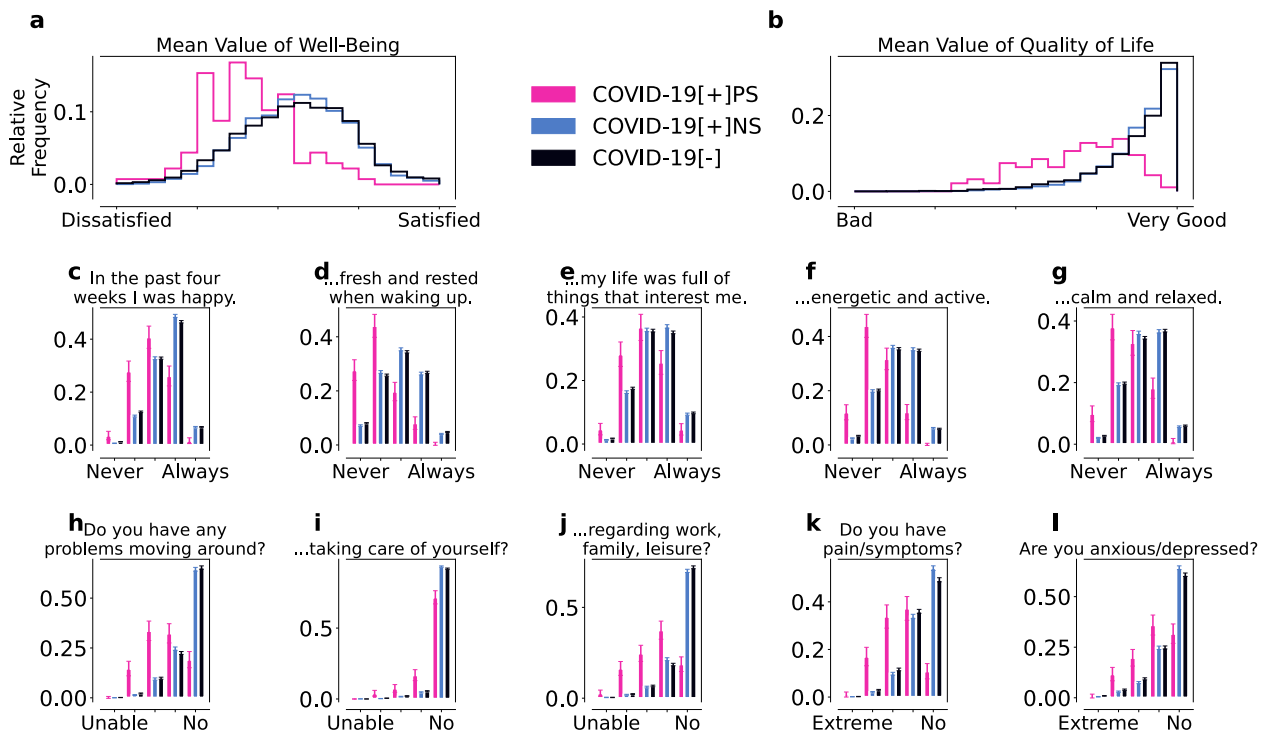 a
Mean Value of Well-Being
Relative
Frequency
0.1
0.0
Dissatisfied
Satisfied
COVID-19[+]PS
COVID-19[+]NS
COVID-19[-]
b
Mean Value of Quality of Life
0.2
0.0
Bad
Very Good
c
In the past four
weeks I was happy.
0.4
0.2
0.0
Never
Always
d
...fresh and rested
when waking up.
0.4
0.2
0.0
Never
Always
e
...my life was full of
things that interest me.
0.4
0.2
0.0
Never
Always
f
...energetic and active.
0.4
0.2
0.0
Never
Always
g
...calm and relaxed.
0.4
0.2
0.0
Never
Always
h
Do you have any
problems moving around?
0.50
0.25
0.00
Unable
No
i
...taking care of yourself?
0.5
0.0
Unable
No
j
...regarding work,
family, leisure?
0.5
0.0
Unable
No
k
Do you have
pain/symptoms?
0.4
0.2
0.0
Extreme
No
l
Are you anxious/depressed?
0.50
0.25
0.00
Extreme
No